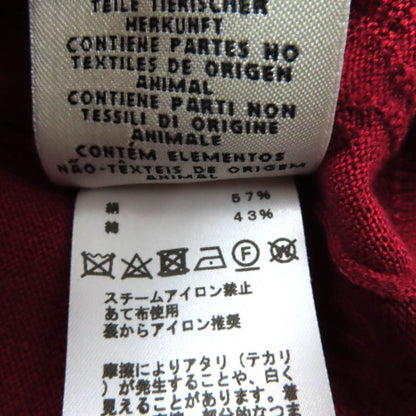 TEILE TIERISCHER
HERKUNFT
CONTIENE PARTES NO
TEXTILES DE ORIGEN
ANIMAL
CONTIENE PARTI NON
TESSILI DI ORIGINE
ANIMALE
CONTÉM ELEMENTOS
NÃO-TÊXTEIS DE ORIGEM
ANIMAL
絹 57%
綿 43%
F W
スチームアイロン禁止
あて布使用
裏からアイロン推奨
摩擦によりアタリ(テカリ
)が発生することや、白く
見えることがあります。着